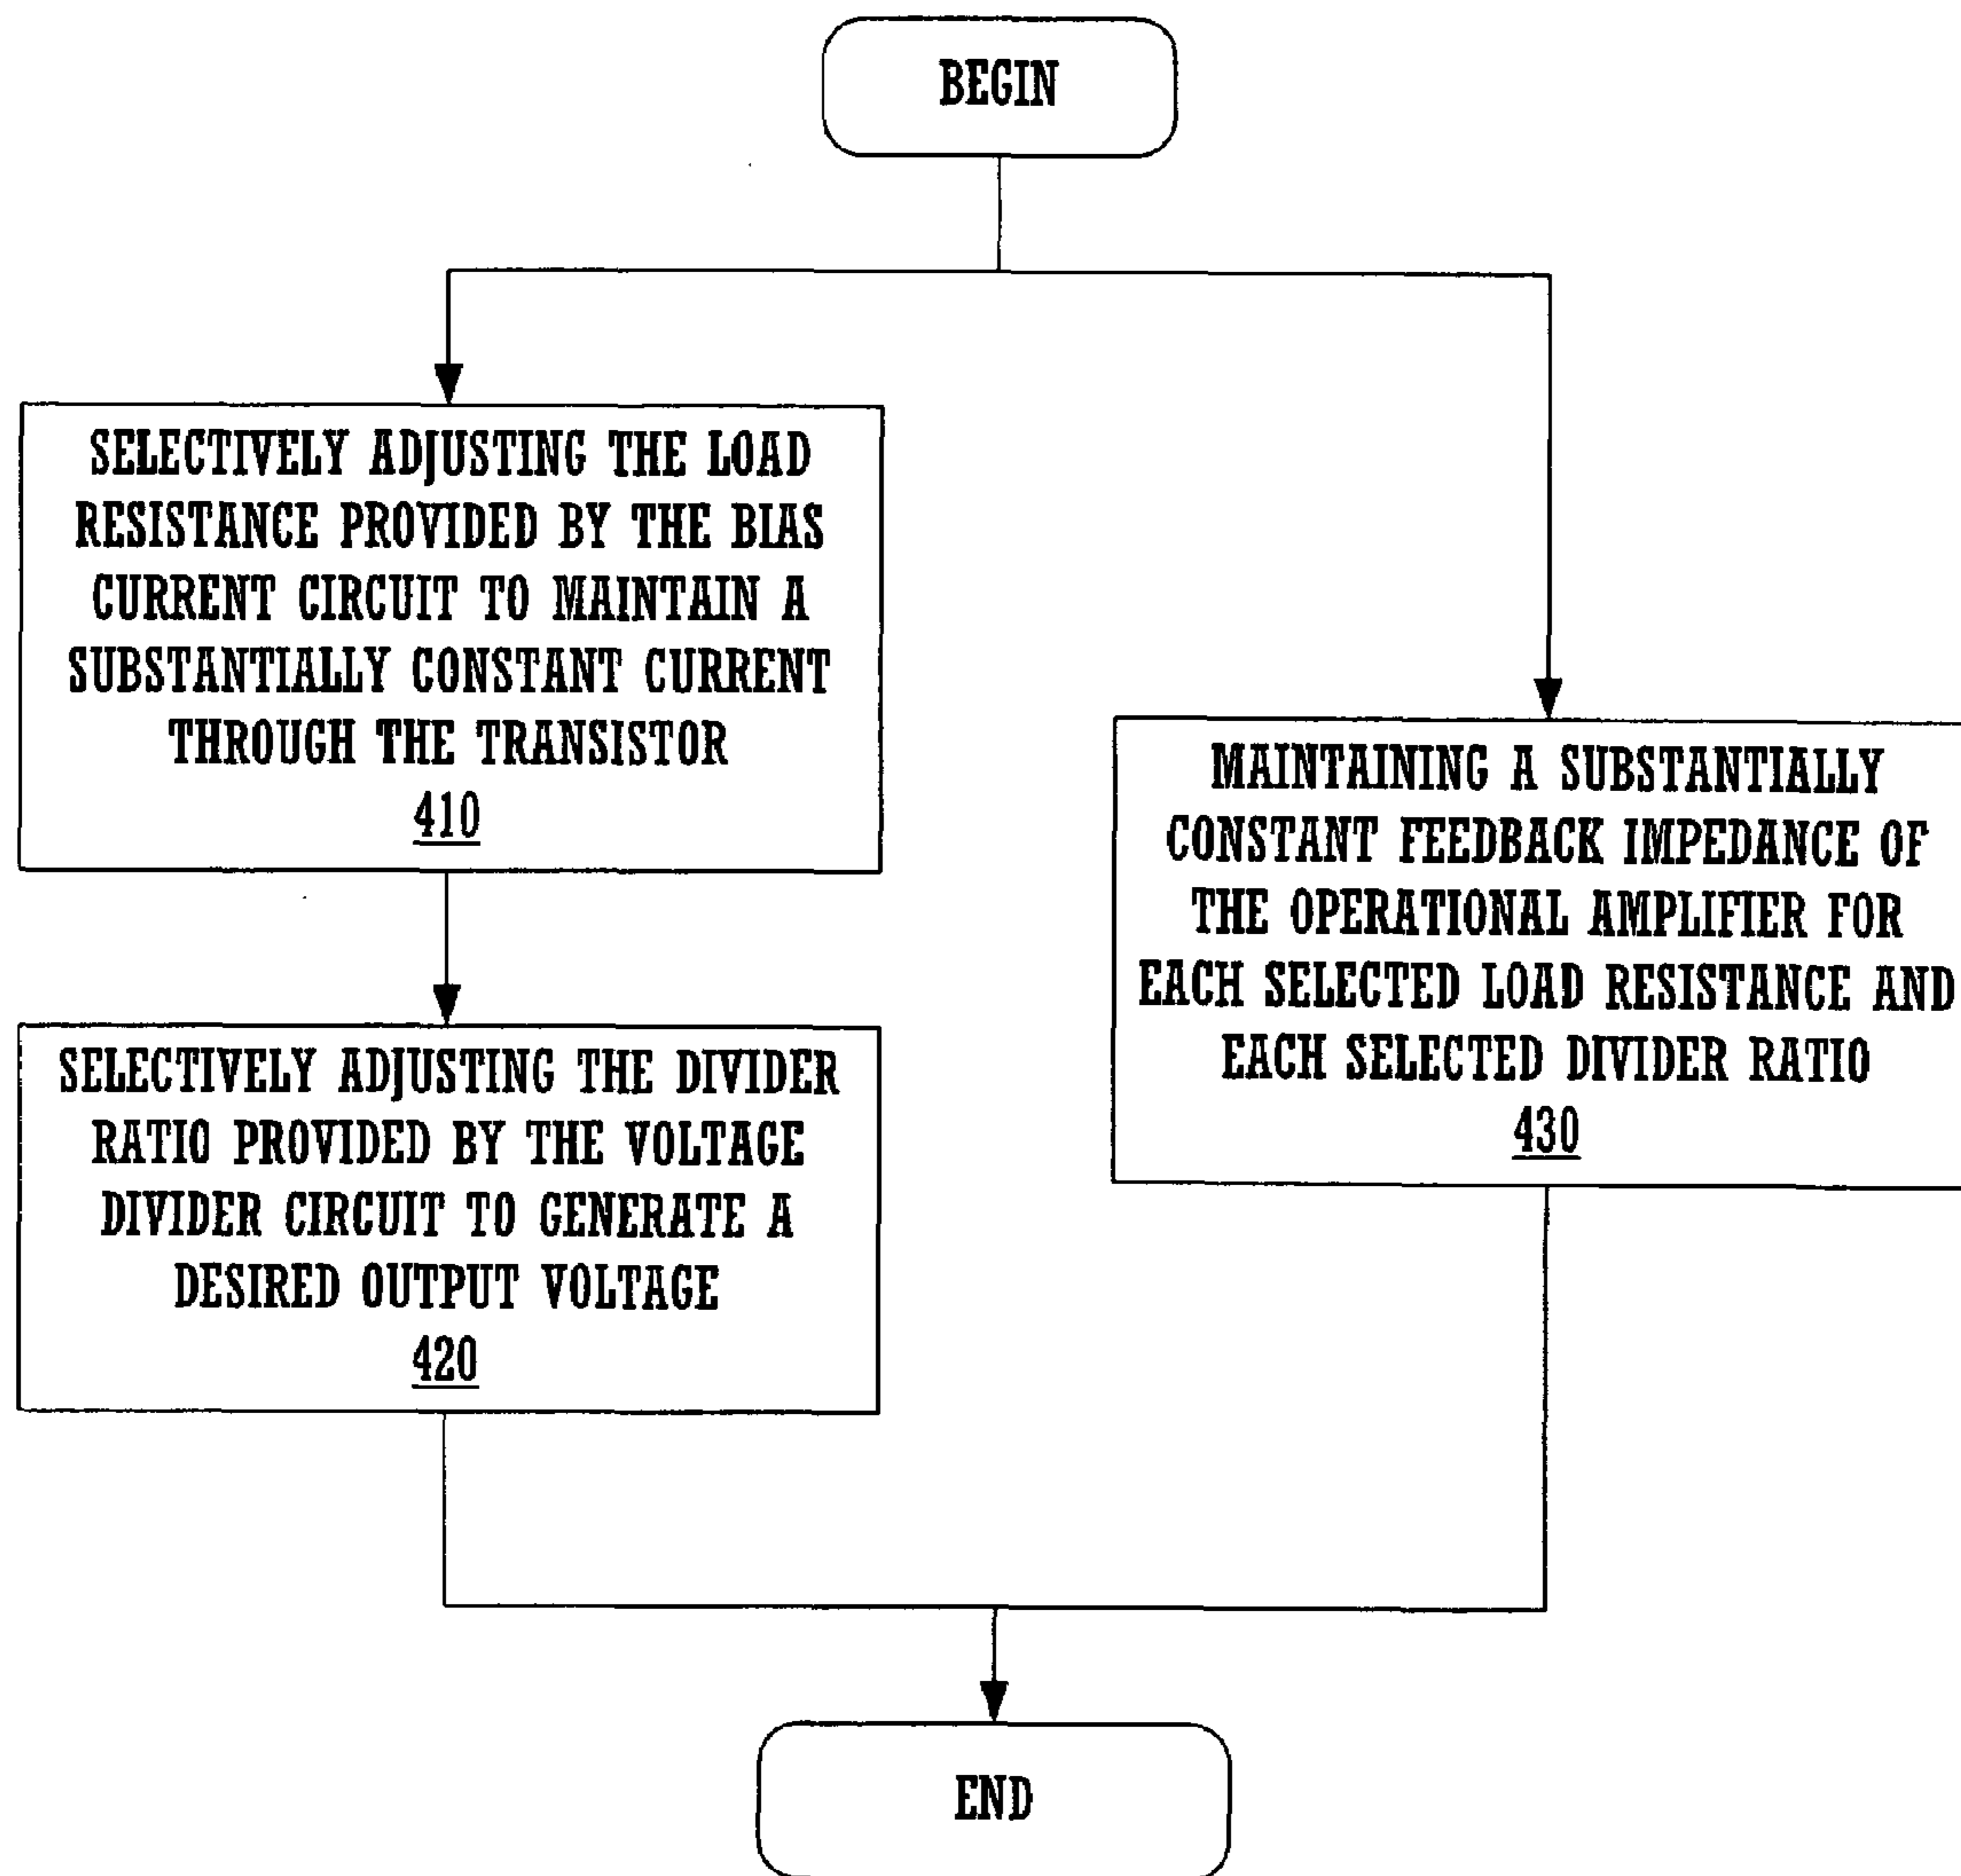 BEGIN
SELECTIVELY ADJUSTING THE LOAD
RESISTANCE PROVIDED BY THE BIAS
CURRENT CIRCUIT TO MAINTAIN A
SUBSTANTIALLY CONSTANT CURRENT
THROUGH THE TRANSISTOR
410
SELECTIVELY ADJUSTING THE DIVIDER
RATIO PROVIDED BY THE VOLTAGE
DIVIDER CIRCUIT TO GENERATE A
DESIRED OUTPUT VOLTAGE
420
MAINTAINING A SUBSTANTIALLY
CONSTANT FEEDBACK IMPEDANCE OF
THE OPERATIONAL AMPLIFIER FOR
EACH SELECTED LOAD RESISTANCE AND
EACH SELECTED DIVIDER RATIO
430
END